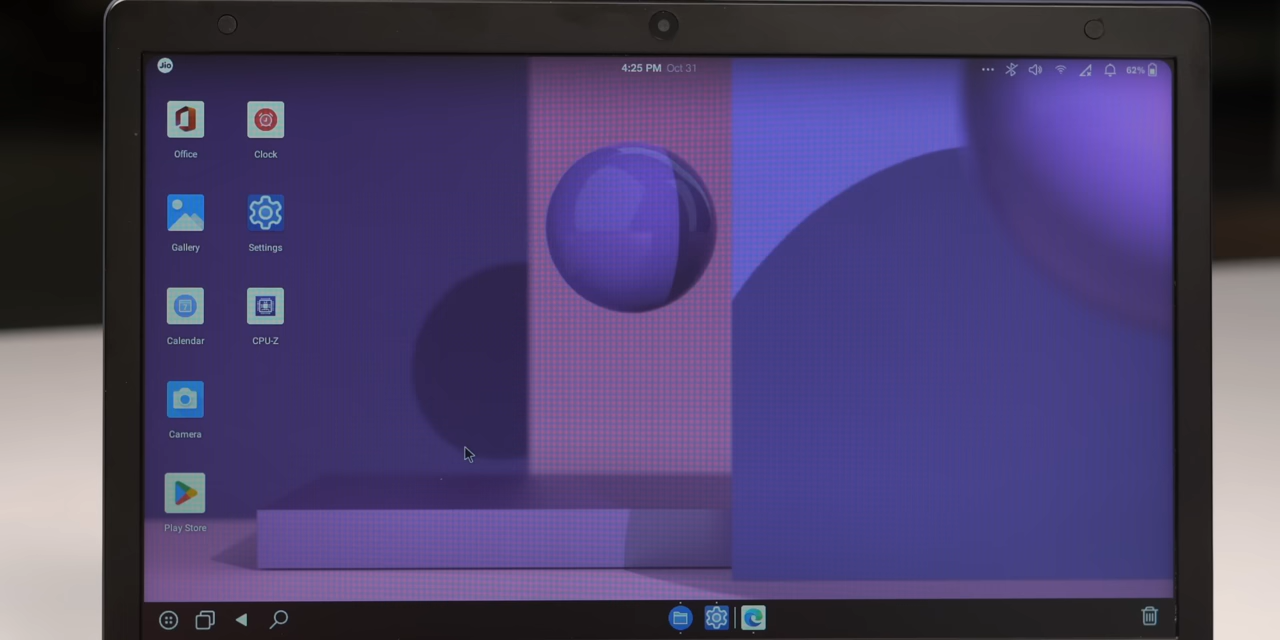 Jio
4:25 PM Oct 31
62%
Office
Clock
Gallery
Settings
Calendar
CPU-Z
Camera
Play Store